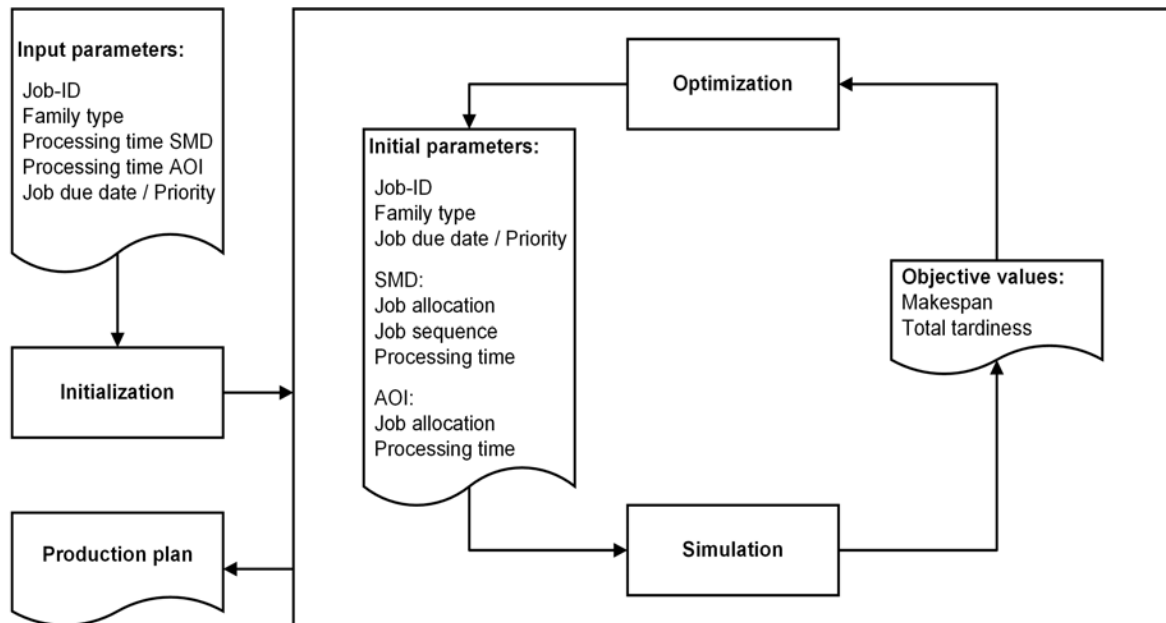 Input parameters:
Job-ID
Family type
Processing time SMD
Processing time AOI
Job due date / Priority
Initialization
Production plan
Optimization
Initial parameters:
Job-ID
Family type
Job due date / Priority
SMD:
Job allocation
Job sequence
Processing time
AOI:
Job allocation
Processing time
Simulation
Objective values:
Makespan
Total tardiness